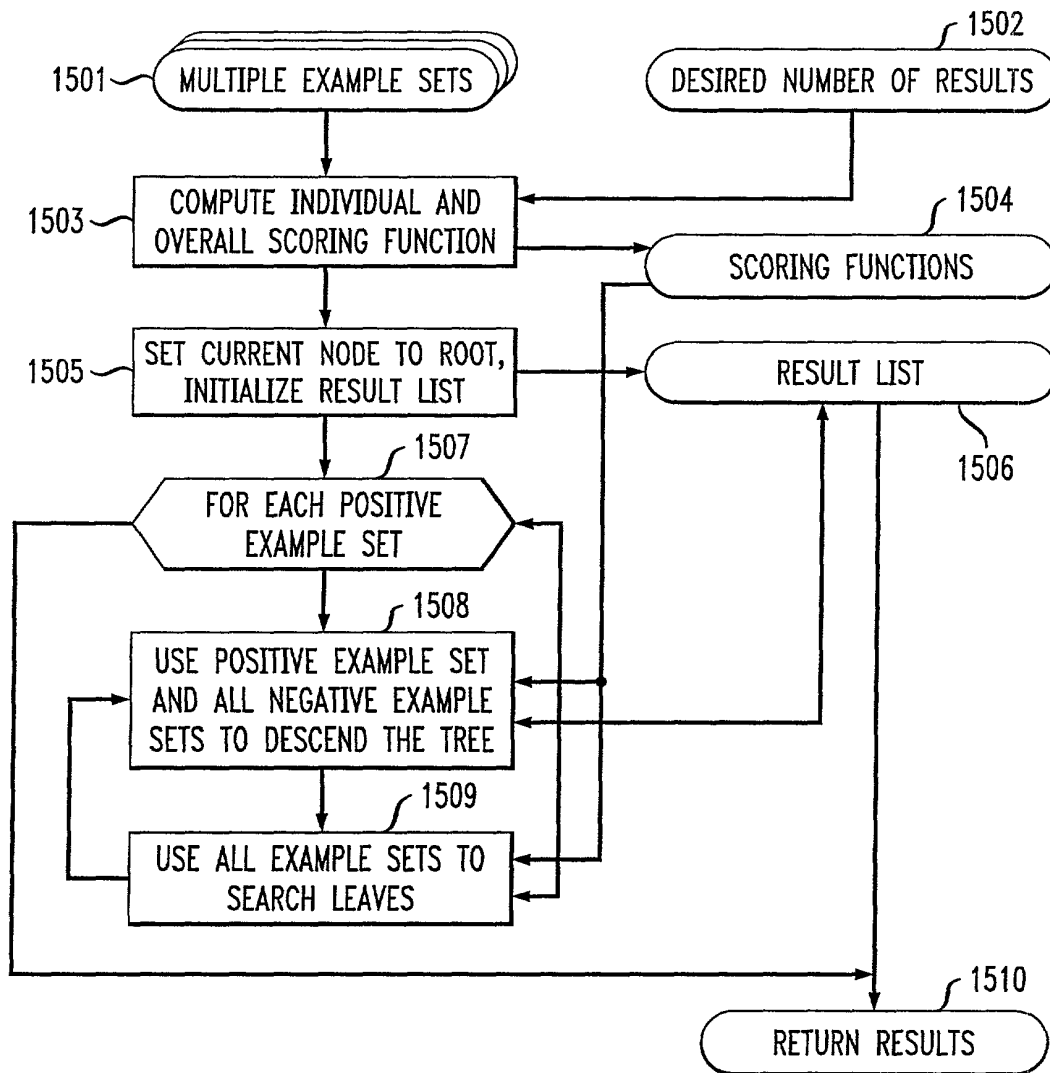 1501
MULTIPLE EXAMPLE SETS
1502
DESIRED NUMBER OF RESULTS
1503
COMPUTE INDIVIDUAL AND
OVERALL SCORING FUNCTION
1504
SCORING FUNCTIONS
1505
SET CURRENT NODE TO ROOT,
INITIALIZE RESULT LIST
RESULT LIST
1506
1507
FOR EACH POSITIVE
EXAMPLE SET
1508
USE POSITIVE EXAMPLE SET
AND ALL NEGATIVE EXAMPLE
SETS TO DESCEND THE TREE
1509
USE ALL EXAMPLE SETS TO
SEARCH LEAVES
1510
RETURN RESULTS